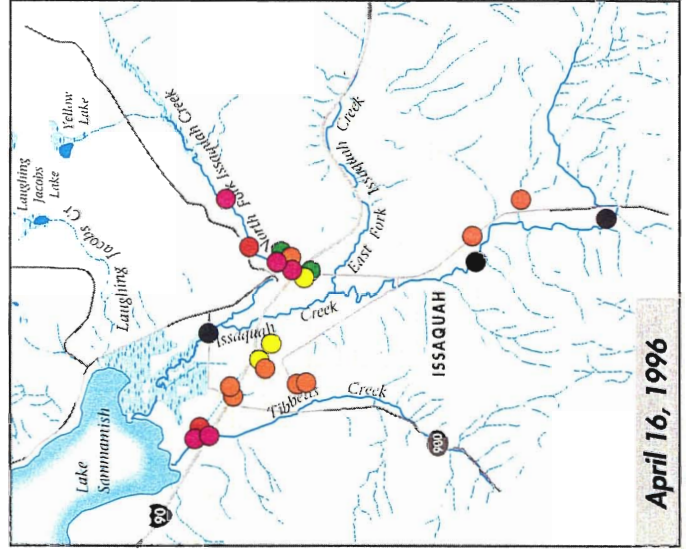 Laughing
Jacobs
Lake
Yellow
Lake
Laughing Jacobs Cr
North Fork Issaquah Creek
East Fork Issaquah Creek
Issaquah
Creek
Lake
Sammamish
Tibbetts Creek
ISSAQUAH
90
900
April 16, 1996